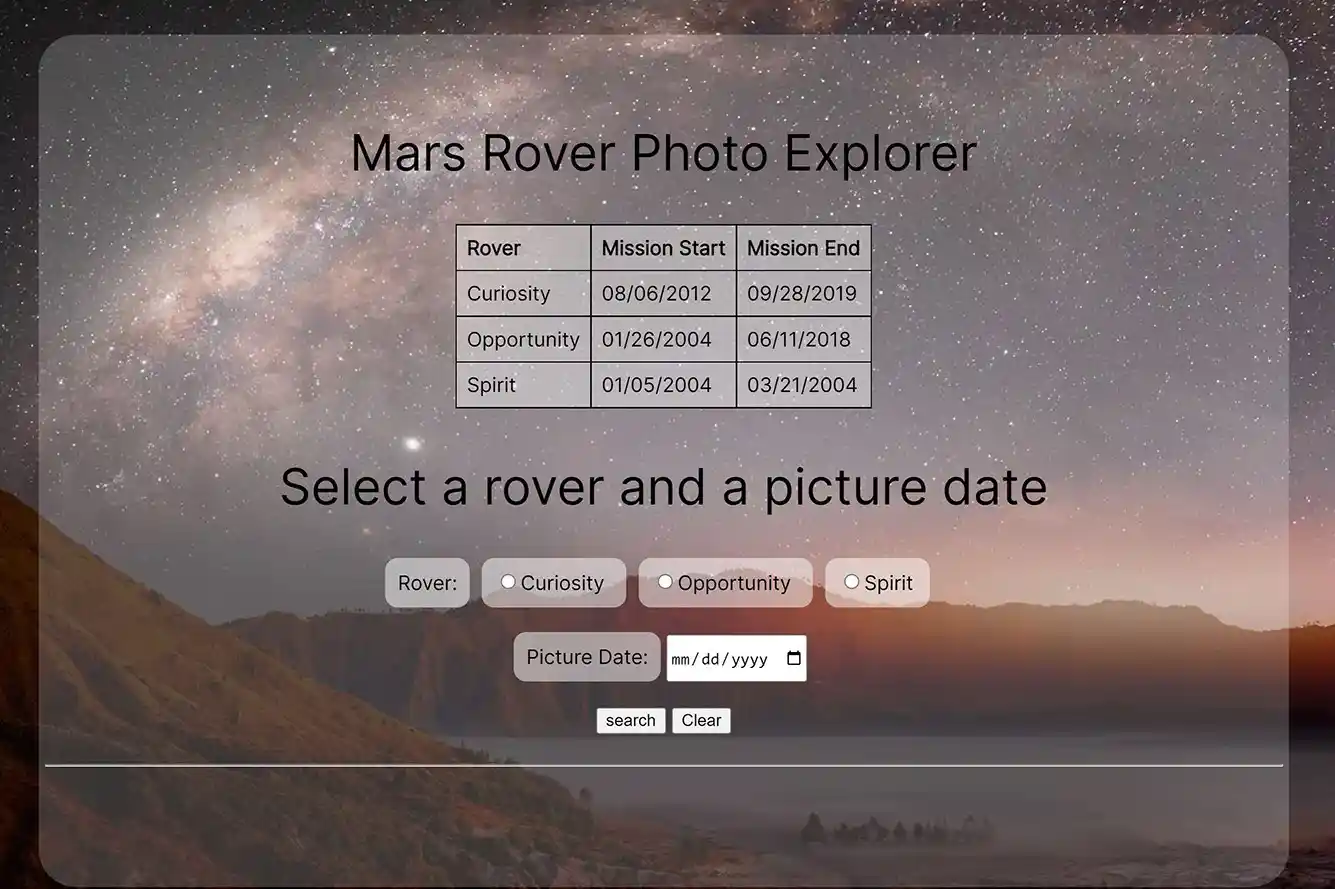 Mars Rover Photo Explorer
Rover Mission Start Mission End
Curiosity 08/06/2012 09/28/2019
Opportunity 01/26/2004 06/11/2018
Spirit 01/05/2004 03/21/2004
Select a rover and a picture date
Rover: Curiosity Opportunity Spirit
Picture Date: mm/dd/yyyy
search Clear